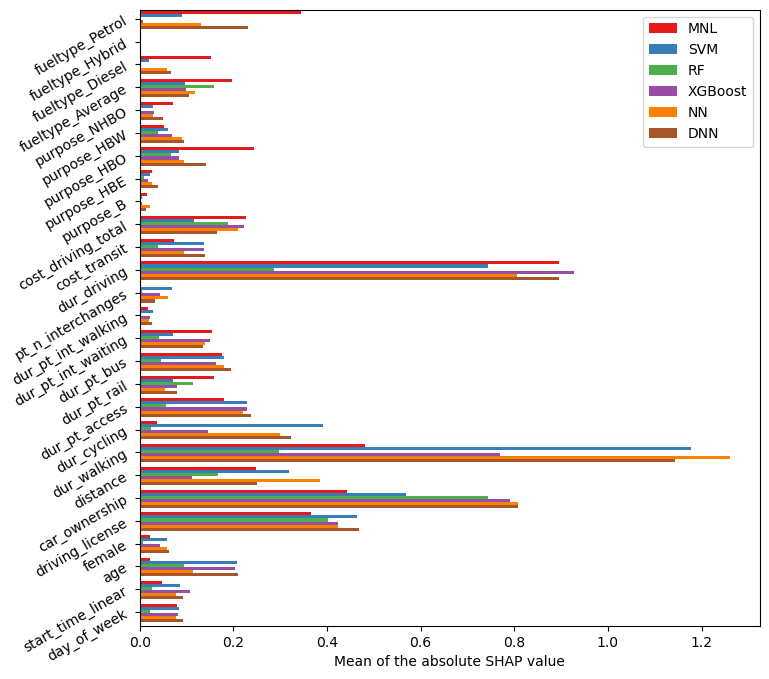 fueltype_Petrol
fueltype_Hybrid
fueltype_Diesel
fueltype_Average
purpose_NHBO
purpose_HBW
purpose_HBO
purpose_HBE
purpose_B
cost_driving_total
cost_transit
dur_driving
pt_n_interchanges
dur_pt_int_walking
dur_pt_int_waiting
dur_pt_bus
dur_pt_rail
dur_pt_access
dur_cycling
dur_walking
distance
car_ownership
driving_license
female
age
start_time_linear
day_of_week
MNL
SVM
RF
XGBoost
NN
DNN
0.0 0.2 0.4 0.6 0.8 1.0 1.2
Mean of the absolute SHAP value